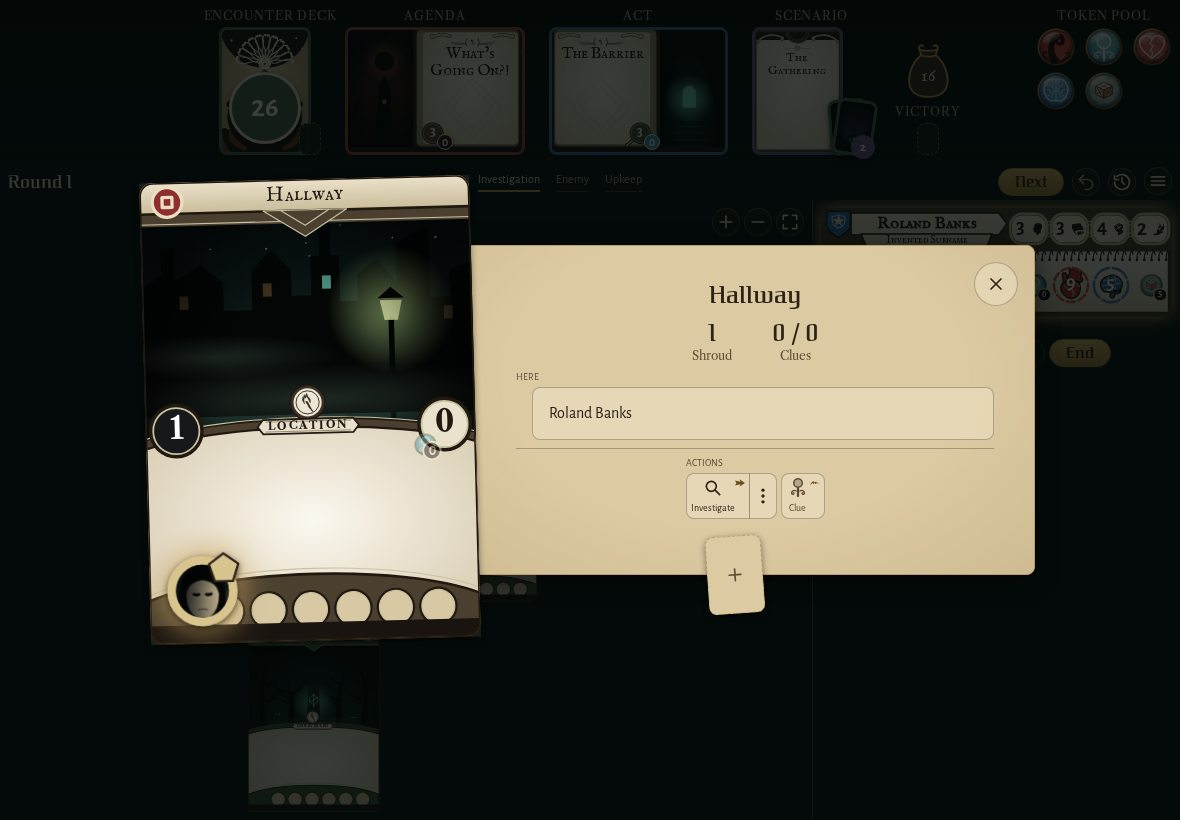 ENCOUNTER DECK
AGENDA
ACT
SCENARIO
TOKEN POOL
26
What's
Going On?!
3
0
The Barrier
3
0
The
Gathering
2
16
VICTORY
Round 1
Investigation
Enemy
Upkeep
Next
Roland Banks
Invented Surname
3
3
4
2
0
9
5
5
End
Hallway
1
LOCATION
0
0
Hallway
1
Shroud
0 / 0
Clues
HERE
Roland Banks
ACTIONS
Investigate
Clue